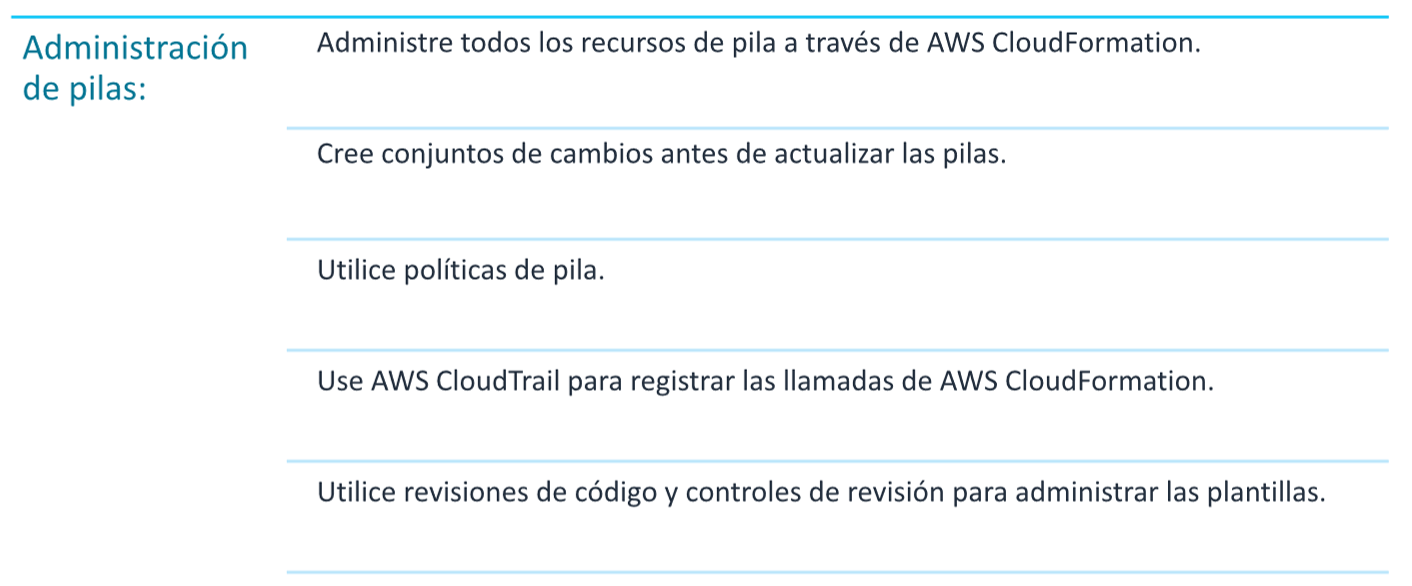 Administración
de pilas:
Administre todos los recursos de pila a través de AWS CloudFormation.
Cree conjuntos de cambios antes de actualizar las pilas.
Utilice políticas de pila.
Use AWS CloudTrail para registrar las llamadas de AWS CloudFormation.
Utilice revisiones de código y controles de revisión para administrar las plantillas.